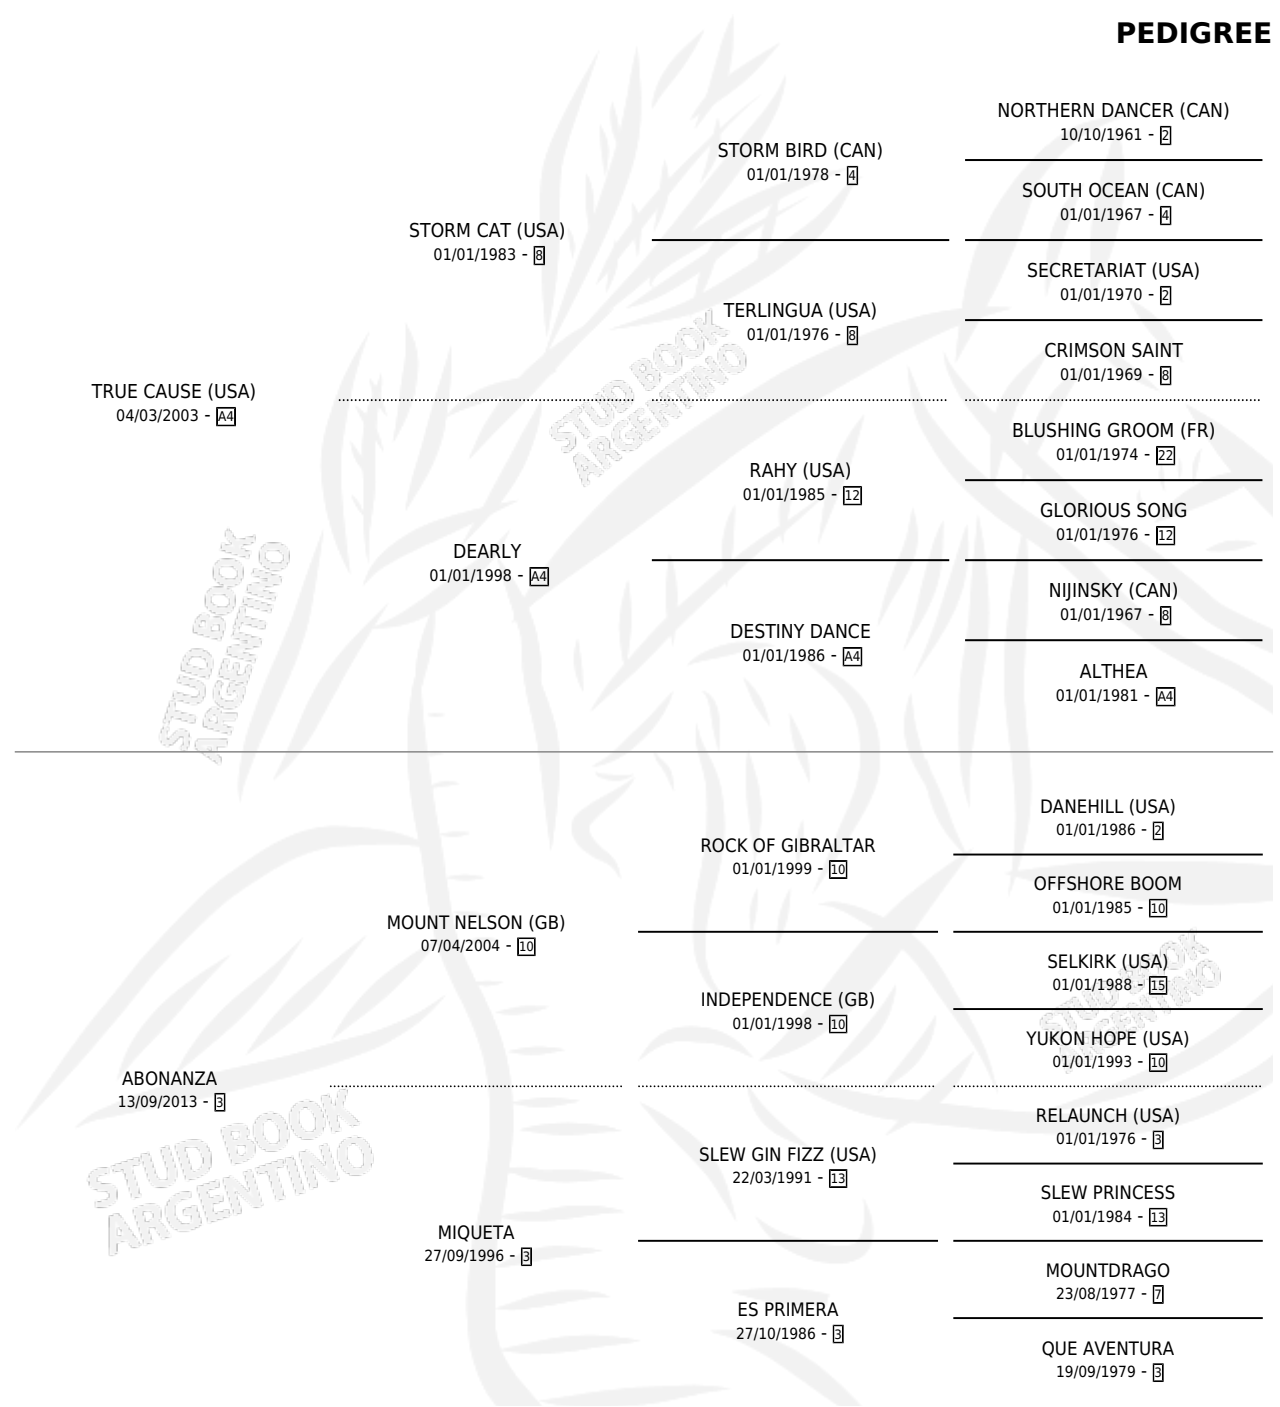 PEDIGREE
NORTHERN DANCER (CAN)
10/10/1961 - 2
STORM BIRD (CAN)
01/01/1978 - 4
SOUTH OCEAN (CAN)
01/01/1967 - 4
STORM CAT (USA)
01/01/1983 - 8
SECRETARIAT (USA)
01/01/1970 - 2
TERLINGUA (USA)
01/01/1976 - 8
CRIMSON SAINT
01/01/1969 - 8
TRUE CAUSE (USA)
04/03/2003 - A4
BLUSHING GROOM (FR)
01/01/1974 - 22
RAHY (USA)
01/01/1985 - 12
GLORIOUS SONG
01/01/1976 - 12
DEARLY
01/01/1998 - A4
NIJINSKY (CAN)
01/01/1967 - 8
DESTINY DANCE
01/01/1986 - A4
ALTHEA
01/01/1981 - A4
DANEHILL (USA)
01/01/1986 - 2
ROCK OF GIBRALTAR
01/01/1999 - 10
OFFSHORE BOOM
01/01/1985 - 10
MOUNT NELSON (GB)
07/04/2004 - 10
SELKIRK (USA)
01/01/1988 - 15
INDEPENDENCE (GB)
01/01/1998 - 10
YUKON HOPE (USA)
01/01/1993 - 10
ABONANZA
13/09/2013 - 3
RELAUNCH (USA)
01/01/1976 - 3
SLEW GIN FIZZ (USA)
22/03/1991 - 13
SLEW PRINCESS
01/01/1984 - 13
MIQUETA
27/09/1996 - 3
MOUNTDRAGO
23/08/1977 - 7
ES PRIMERA
27/10/1986 - 3
QUE AVENTURA
19/09/1979 - 3
STUD BOOK
ARGENTINO
STUD BOOK
ARGENTINO
STUD BOOK
ARGENTINO
STUD BOOK
ARGENTINO